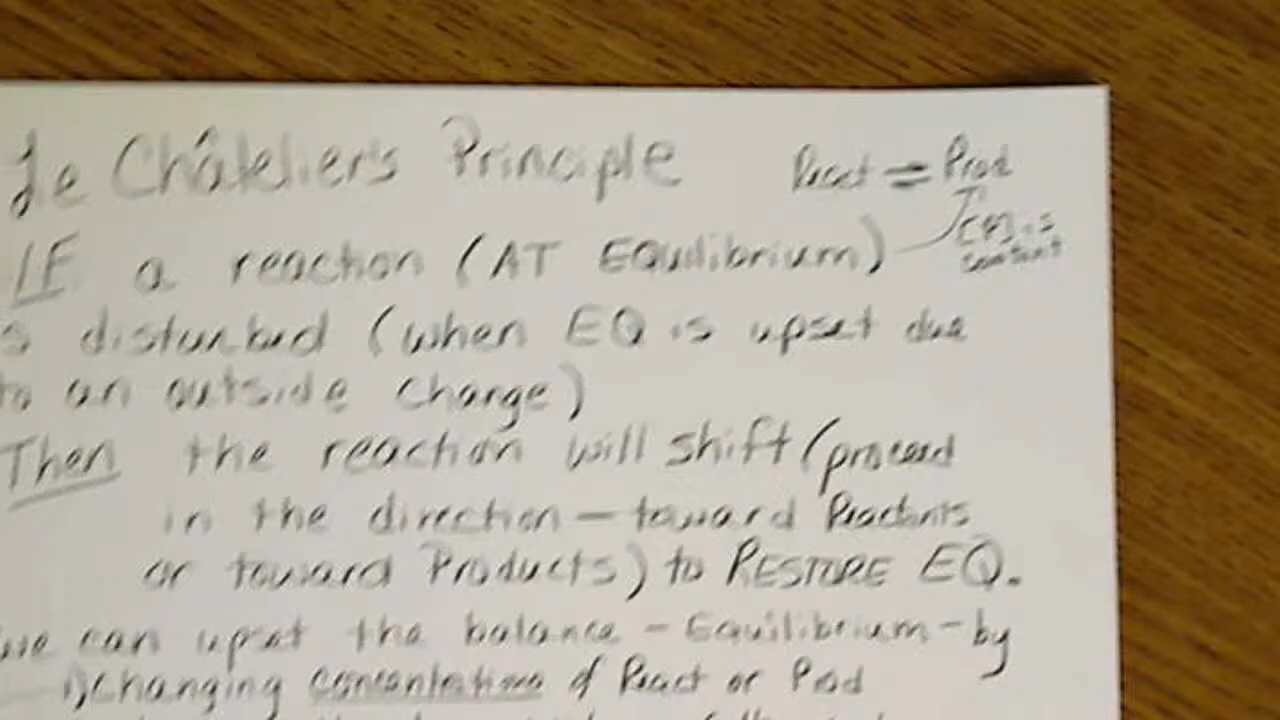 Le Châtelier's Principle
React ⇌ Prod
[ ] is
constant
IF a reaction (AT Equilibrium)
s disturbed (when EQ is upset due
to an outside change)
Then the reaction will shift (proceed
in the direction – toward Reactants
or toward Products) to RESTORE EQ.
we can upset the balance – Equilibrium – by
1) Changing concentrations of React or Prod